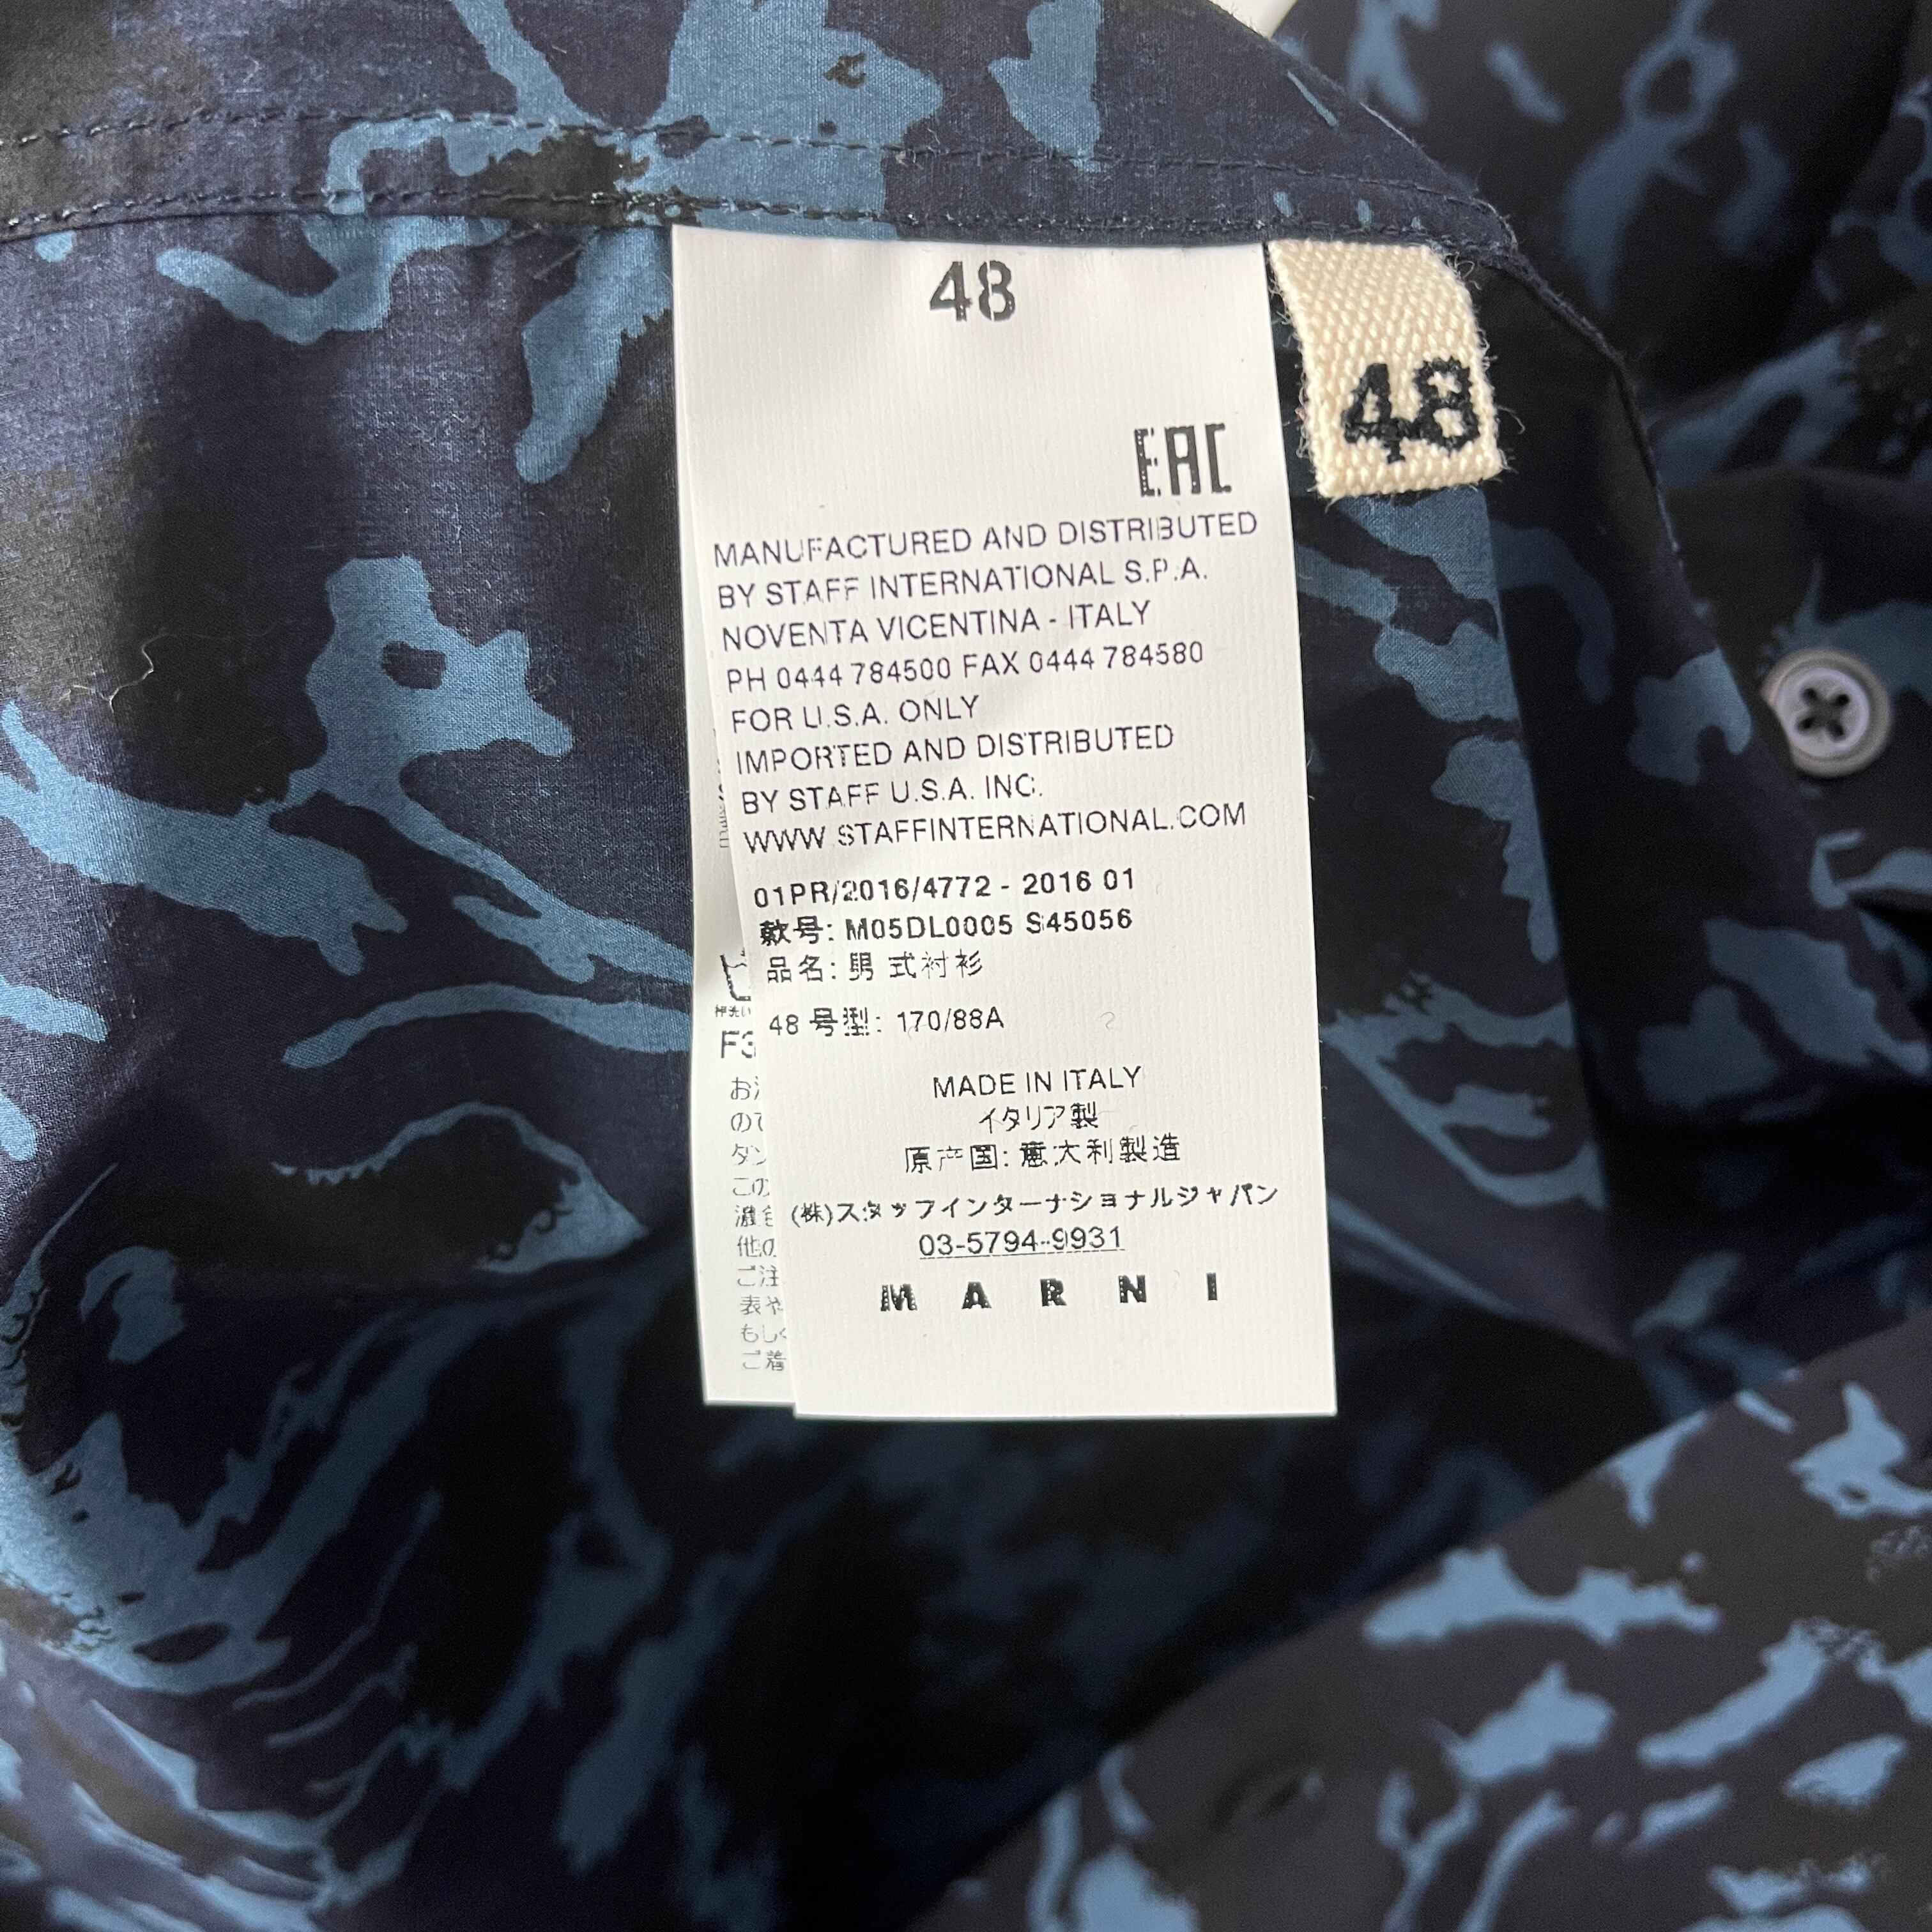 48
48
EAC
MANUFACTURED AND DISTRIBUTED
BY STAFF INTERNATIONAL S.P.A.
NOVENTA VICENTINA - ITALY
PH 0444 784500 FAX 0444 784580
FOR U.S.A. ONLY
IMPORTED AND DISTRIBUTED
BY STAFF U.S.A. INC.
WWW.STAFFINTERNATIONAL.COM
01PR/2016/4772 - 2016 01
款号: M05DL0005 S45056
品名: 男式衬衫
48 号型: 170/88A
MADE IN ITALY
イタリア製
原产国: 意大利製造
(株)スタッフインターナショナルジャパン
03-5794-9931
MARNI